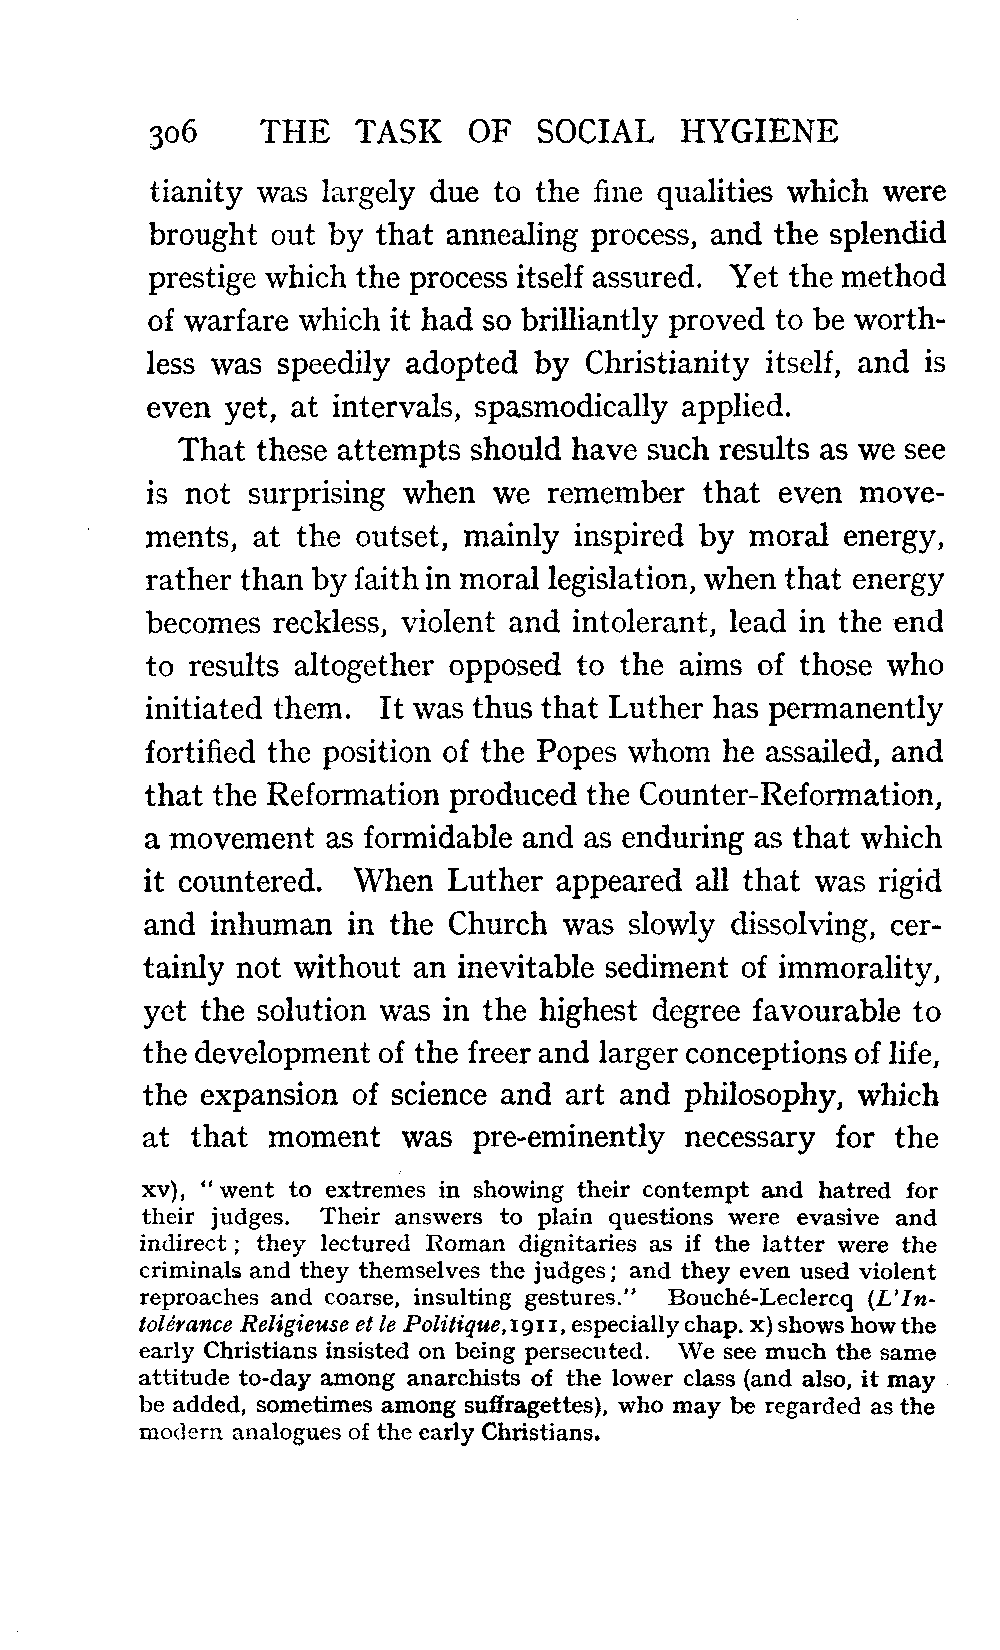 306 THE TASK OF SOCIAL HYGIENE
tianity was largely due to the fine qualities which were
brought out by that annealing process, and the splendid
prestige which the process itself assured. Yet the method
of warfare which it had so brilliantly proved to be worth-
less was speedily adopted by Christianity itself, and is
even yet, at intervals, spasmodically applied.
That these attempts should have such results as we see
is not surprising when we remember that even move-
ments, at the outset, mainly inspired by moral energy,
rather than by faith in moral legislation, when that energy
becomes reckless, violent and intolerant, lead in the end
to results altogether opposed to the aims of those who
initiated them. It was thus that Luther has permanently
fortified the position of the Popes whom he assailed, and
that the Reformation produced the Counter-Reformation,
a movement as formidable and as enduring as that which
it countered. When Luther appeared all that was rigid
and inhuman in the Church was slowly dissolving, cer-
tainly not without an inevitable sediment of immorality,
yet the solution was in the highest degree favourable to
the development of the freer and larger conceptions of life,
the expansion of science and art and philosophy, which
at that moment was pre-eminently necessary for the
xv), “ went to extremes in showing their contempt and hatred for
their judges. Their answers to plain questions were evasive and
indirect ; they lectured Roman dignitaries as if the latter were the
criminals and they themselves the judges ; and they even used violent
reproaches and coarse, insulting gestures.” Bouché-Leclercq (L'In-
tolérance Religieuse et le Politique, 1911, especially chap. x) shows how the
early Christians insisted on being persecuted. We see much the same
attitude to-day among anarchists of the lower class (and also, it may
be added, sometimes among suffragettes), who may be regarded as the
modern analogues of the early Christians.